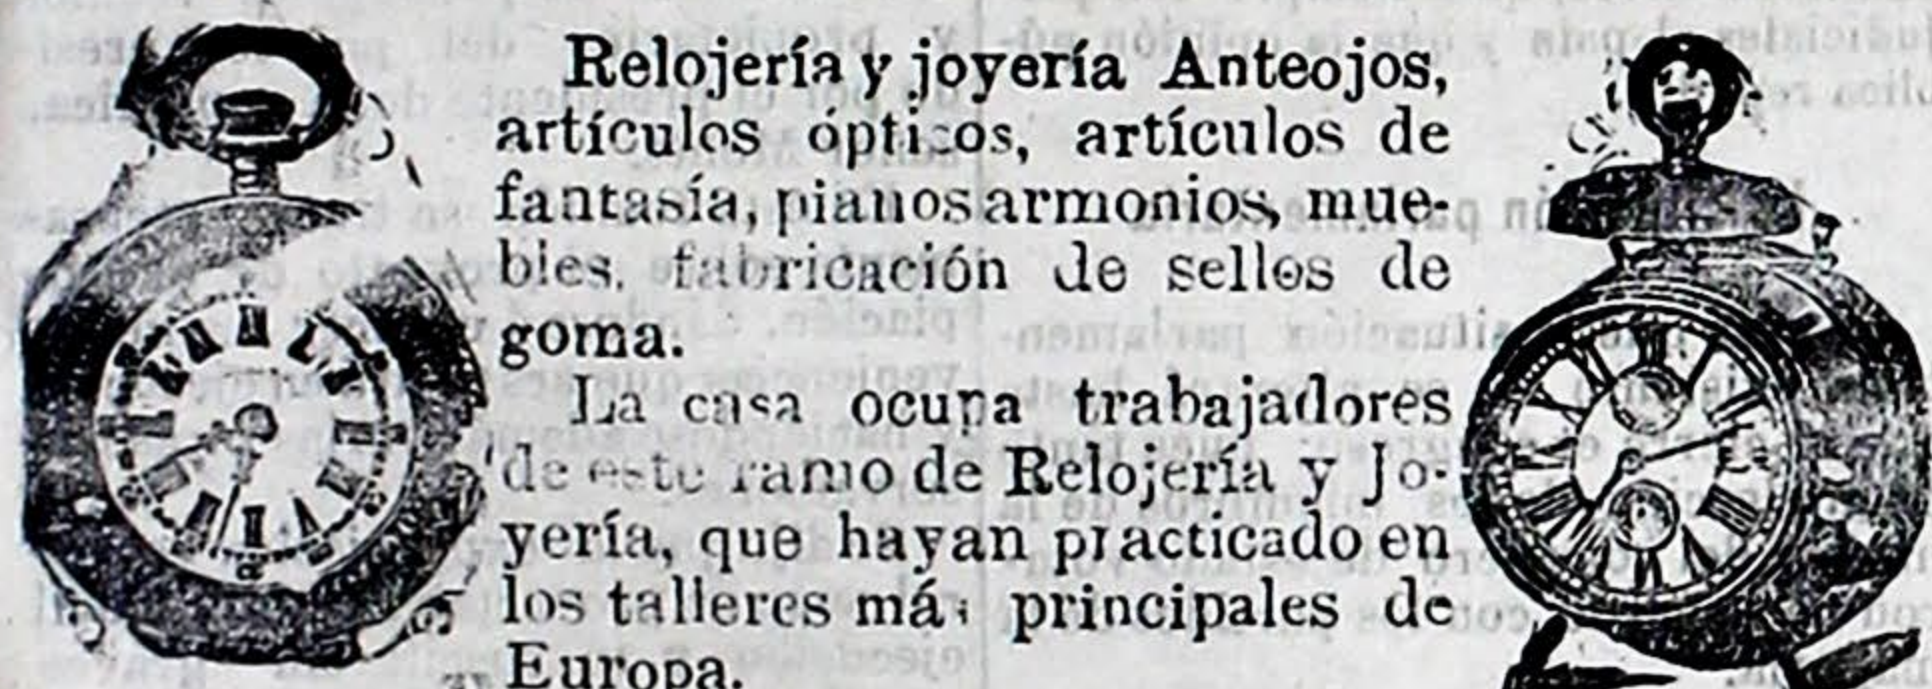 Relojería y joyería Anteojos,
artículos ópticos, artículos de
fantasía, pianos armonios, mue-
bles, fabricación de sellos de
goma.
La casa ocupa trabajadores
de este ramo de Relojería y Jo-
yería, que hayan practicado en
los talleres más principales de
Europa.